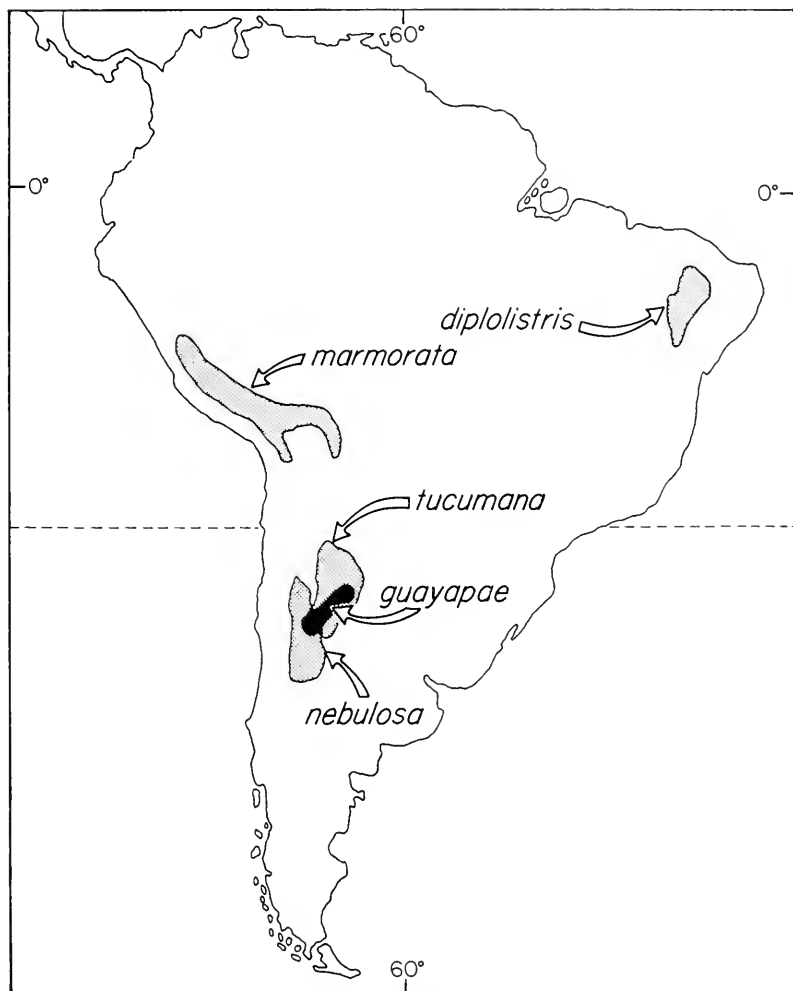 60°
0°
0°
diplolistris
marmorata
tucumana
guayapae
nebulosa
60°